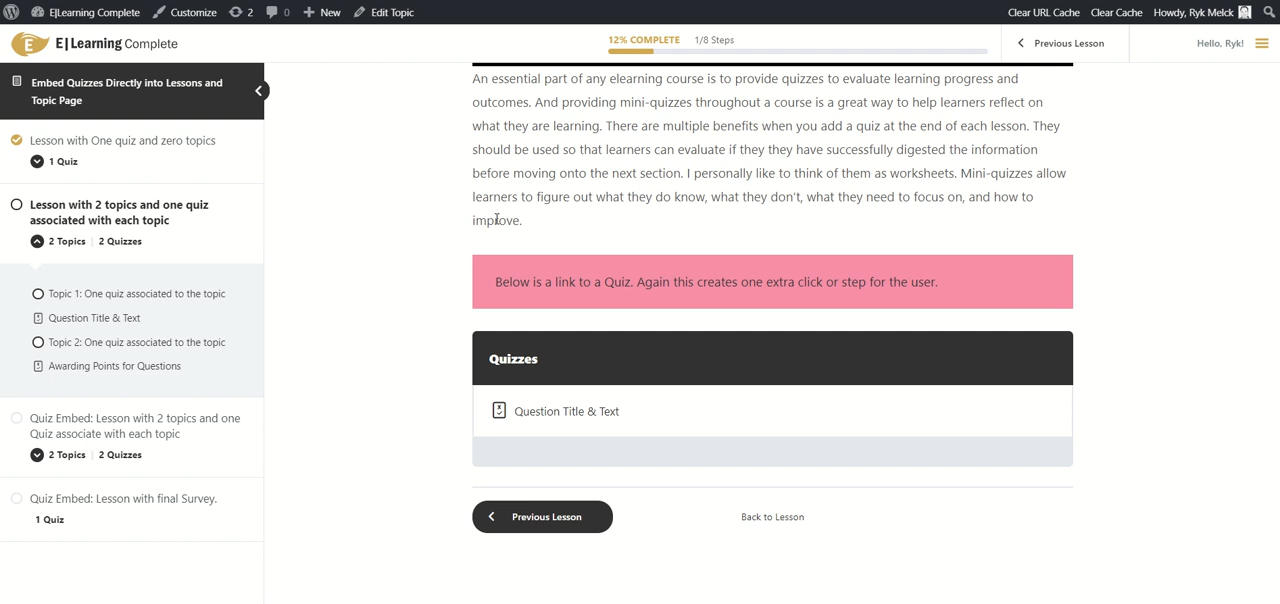 E|Learning Complete Customize 2 0 New Edit Topic Clear URL Cache Clear Cache Howdy, Ryk Melck
E E|Learning Complete 12% COMPLETE 1/8 Steps Previous Lesson Hello, Ryk!
Embed Quizzes Directly into Lessons and
Topic Page
Lesson with One quiz and zero topics
1 Quiz
Lesson with 2 topics and one quiz
associated with each topic
2 Topics | 2 Quizzes
Topic 1: One quiz associated to the topic
Question Title & Text
Topic 2: One quiz associated to the topic
Awarding Points for Questions
Quiz Embed: Lesson with 2 topics and one
Quiz associate with each topic
2 Topics | 2 Quizzes
Quiz Embed: Lesson with final Survey.
1 Quiz
An essential part of any elearning course is to provide quizzes to evaluate learning progress and
outcomes. And providing mini-quizzes throughout a course is a great way to help learners reflect on
what they are learning. There are multiple benefits when you add a quiz at the end of each lesson. They
should be used so that learners can evaluate if they they have successfully digested the information
before moving onto the next section. I personally like to think of them as worksheets. Mini-quizzes allow
learners to figure out what they do know, what they don't, what they need to focus on, and how to
improve.
Below is a link to a Quiz. Again this creates one extra click or step for the user.
Quizzes
Question Title & Text
Previous Lesson Back to Lesson